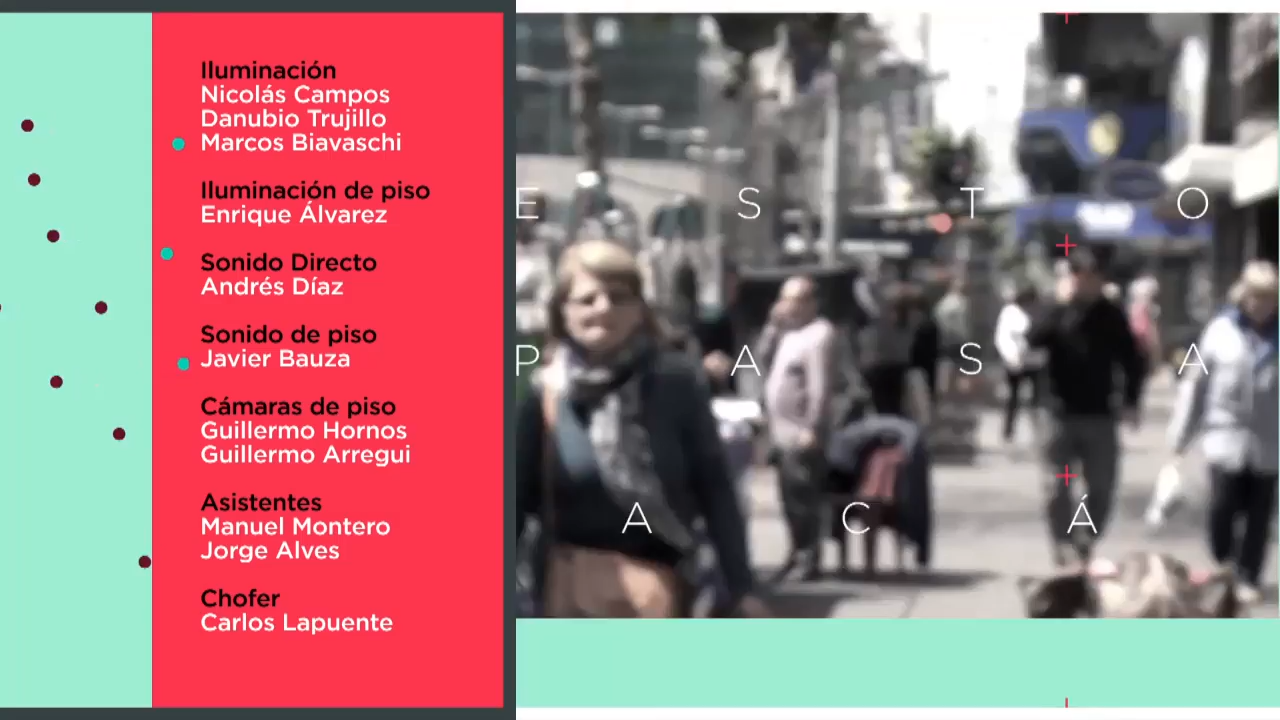 Iluminación
Nicolás Campos
Danubio Trujillo
Marcos Biavaschi
Iluminación de piso
Enrique Álvarez
Sonido Directo
Andrés Díaz
Sonido de piso
Javier Bauza
Cámaras de piso
Guillermo Hornos
Guillermo Arregui
Asistentes
Manuel Montero
Jorge Alves
Chofer
Carlos Lapuente
E S T O
P A S A
A C Á